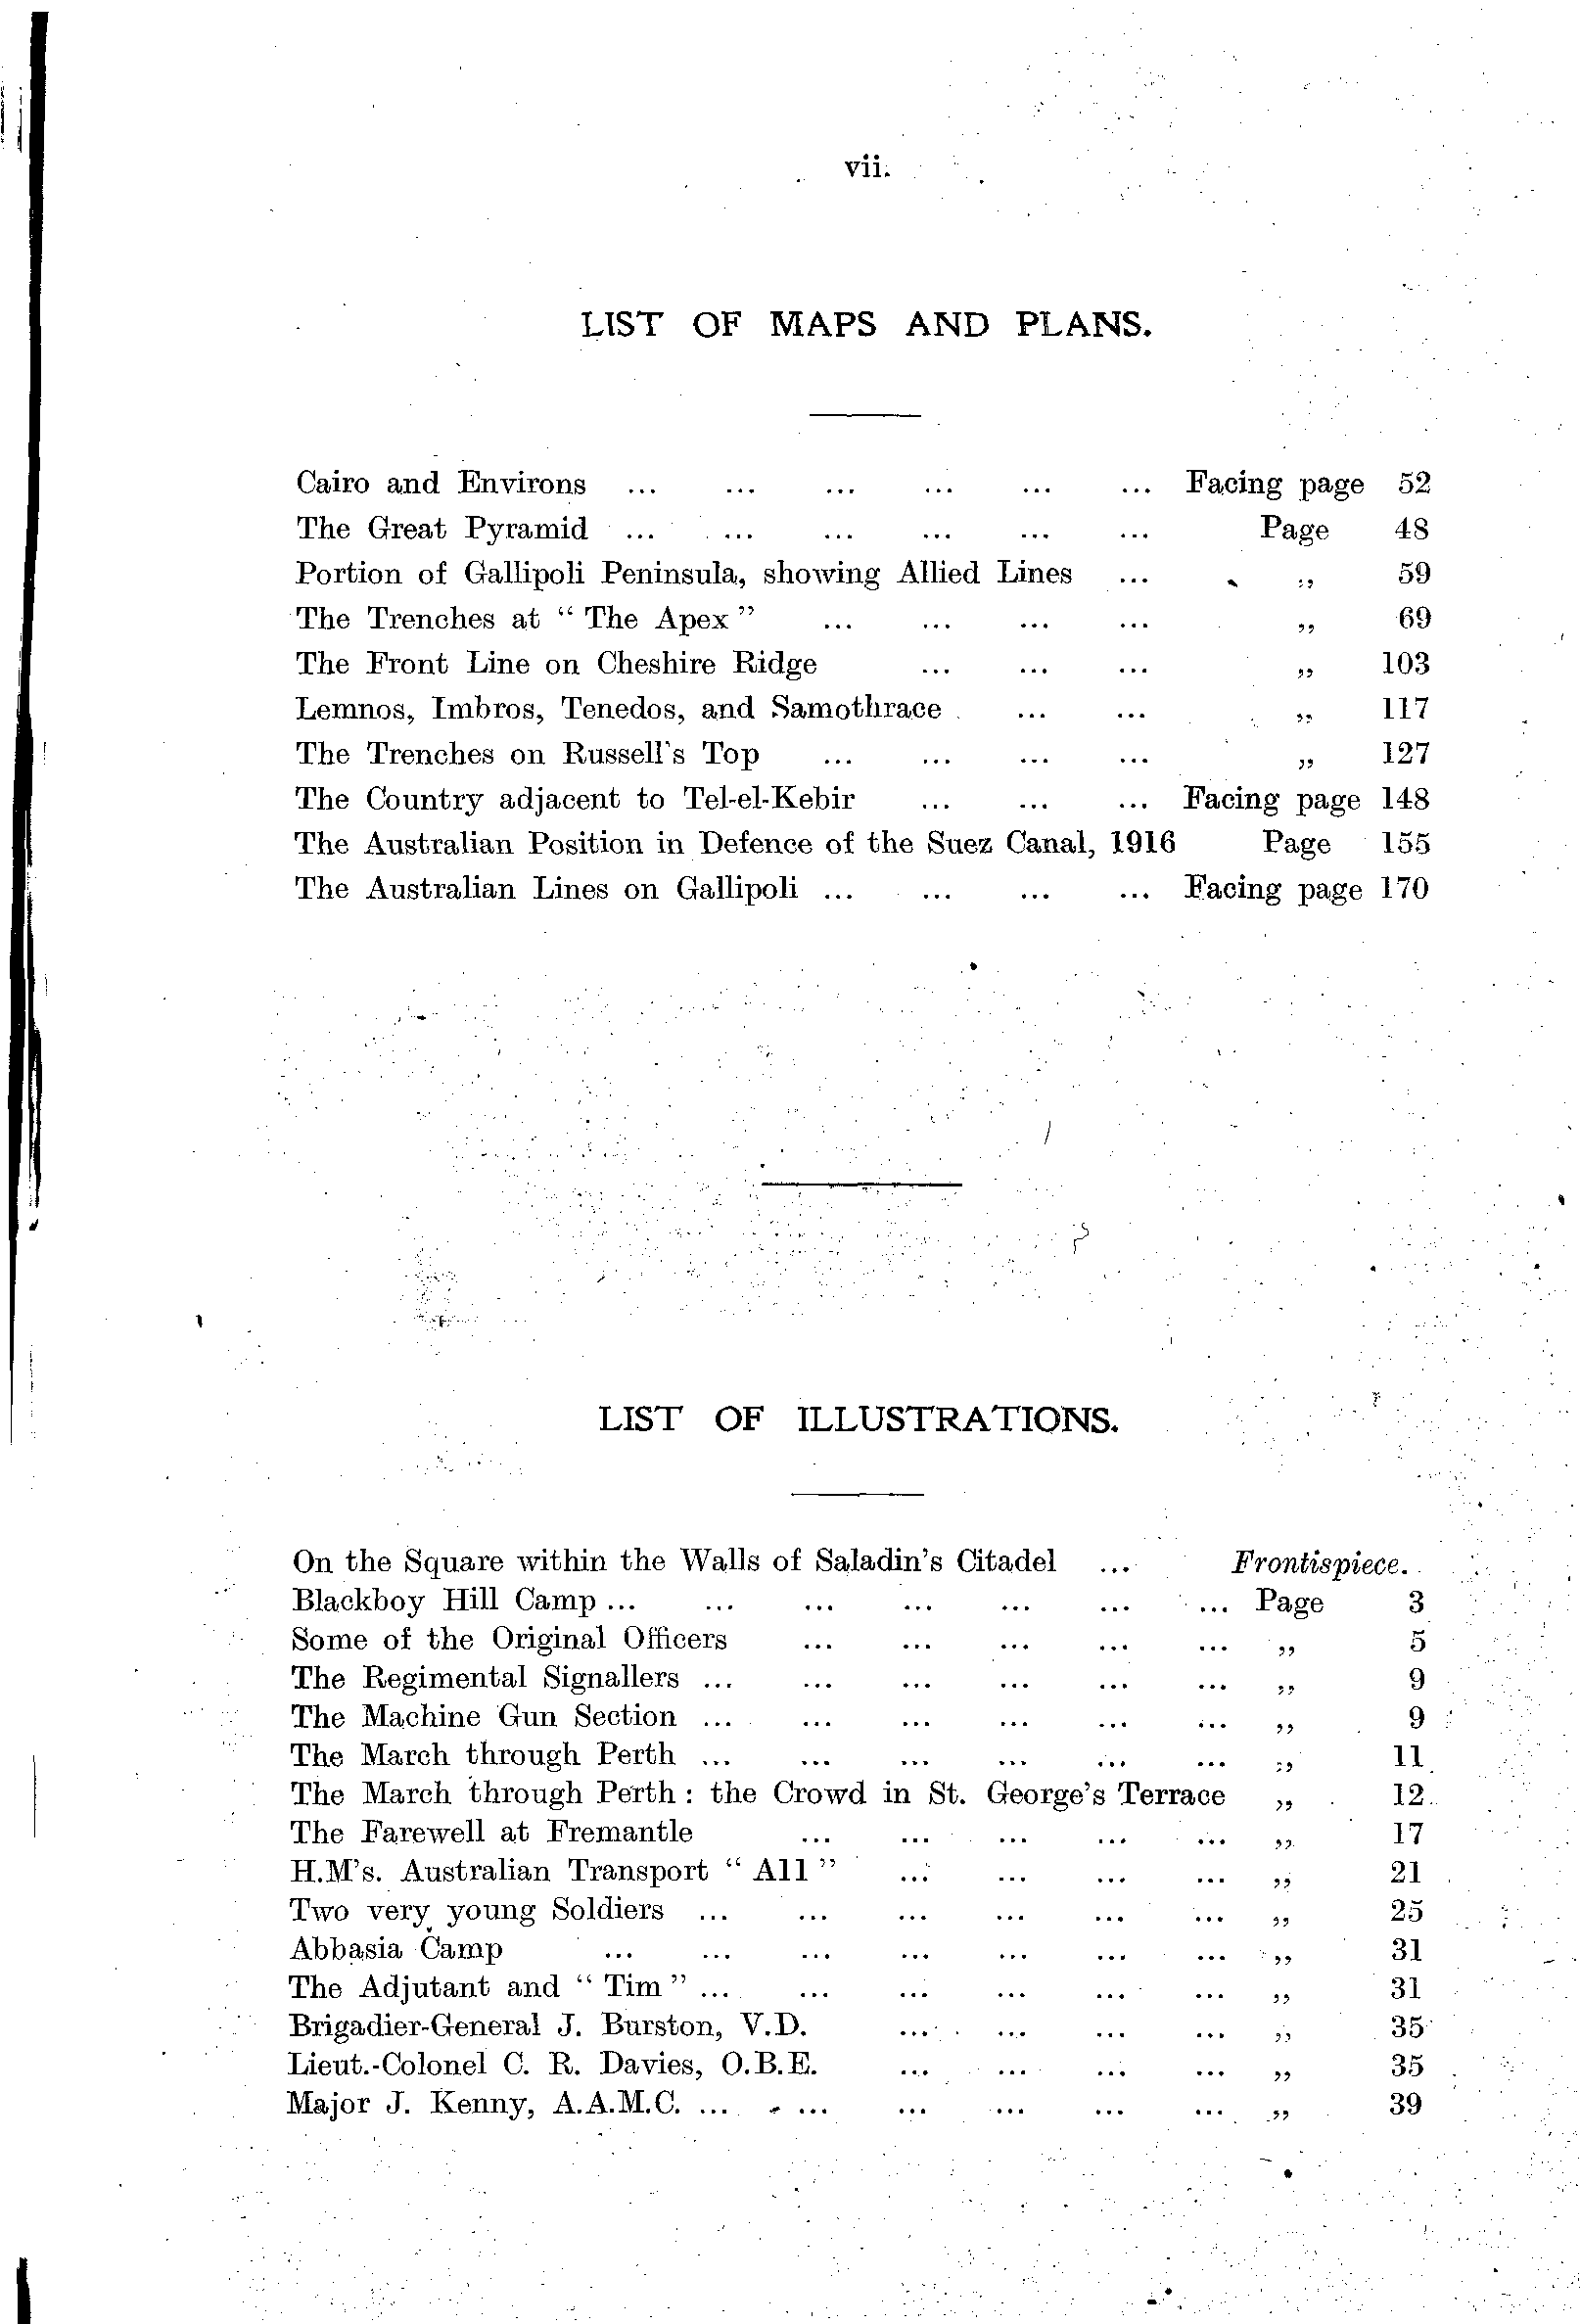 vii.
LIST OF MAPS AND PLANS.
Cairo and Environs ... ... ... ... ... ... Facing page 52
The Great Pyramid ... ... ... ... ... ... Page 48
Portion of Gallipoli Peninsula, showing Allied Lines ... ,, 59
The Trenches at “ The Apex ” ... ... ... ... ,, 69
The Front Line on Cheshire Ridge ... ... ... ,, 103
Lemnos, Imbros, Tenedos, and Samothrace ... ... ,, 117
The Trenches on Russell's Top ... ... ... ... ,, 127
The Country adjacent to Tel-el-Kebir ... ... ... Facing page 148
The Australian Position in Defence of the Suez Canal, 1916 Page 155
The Australian Lines on Gallipoli ... ... ... ... Facing page 170
LIST OF ILLUSTRATIONS.
On the Square within the Walls of Saladin's Citadel ... Frontispiece.
Blackboy Hill Camp ... ... ... ... ... ... ... Page 3
Some of the Original Officers ... ... ... ... ... ,, 5
The Regimental Signallers ... ... ... ... ... ... ,, 9
The Machine Gun Section ... ... ... ... ... ... ,, 9
The March through Perth ... ... ... ... ... ... ,, 11
The March through Perth : the Crowd in St. George's Terrace ,, 12
The Farewell at Fremantle ... ... ... ... ... ,, 17
H.M's. Australian Transport “ A11 ” ... ... ... ... ,, 21
Two very young Soldiers ... ... ... ... ... ... ,, 25
Abbasia Camp ... ... ... ... ... ... ... ,, 31
The Adjutant and “ Tim ” ... ... ... ... ... ... ,, 31
Brigadier-General J. Burston, V.D. ... ... ... ... ,, 35
Lieut.-Colonel C. R. Davies, O.B.E. ... ... ... ... ,, 35
Major J. Kenny, A.A.M.C. ... ... ... ... ... ... ,, 39